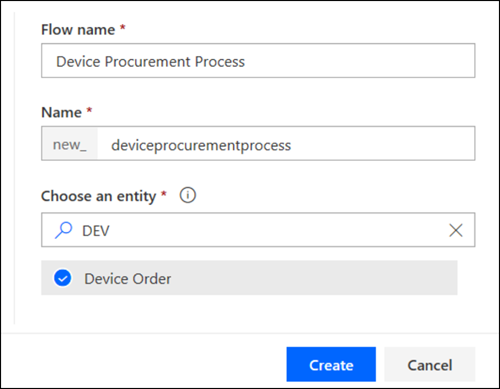 Flow name *
Device Procurement Process
Name *
new_ deviceprocurementprocess
Choose an entity *
DEV
Device Order
Create Cancel